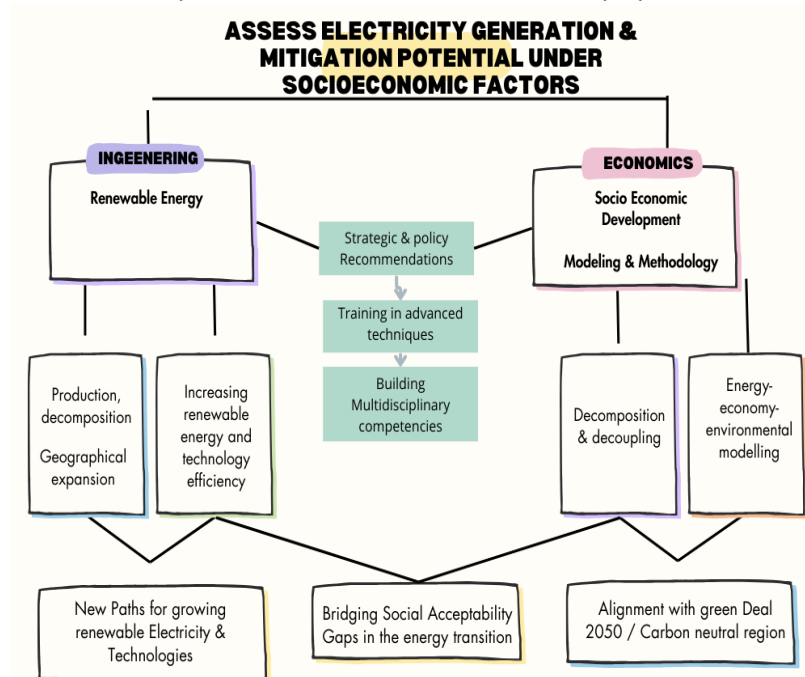 ASSESS ELECTRICITY GENERATION &
MITIGATION POTENTIAL UNDER
SOCIOECONOMIC FACTORS
INGEENERING
Renewable Energy
ECONOMICS
Socio Economic
Development
Modeling & Methodology
Strategic & policy
Recommendations
Training in advanced
techniques
Building
Multidisciplinary
competencies
Production,
decomposition
Geographical
expansion
Increasing
renewable
energy and
technology
efficiency
Decomposition
& decoupling
Energy-
economy-
environmental
modelling
New Paths for growing
renewable Electricity &
Technologies
Bridging Social Acceptability
Gaps in the energy transition
Alignment with green Deal
2050 / Carbon neutral region